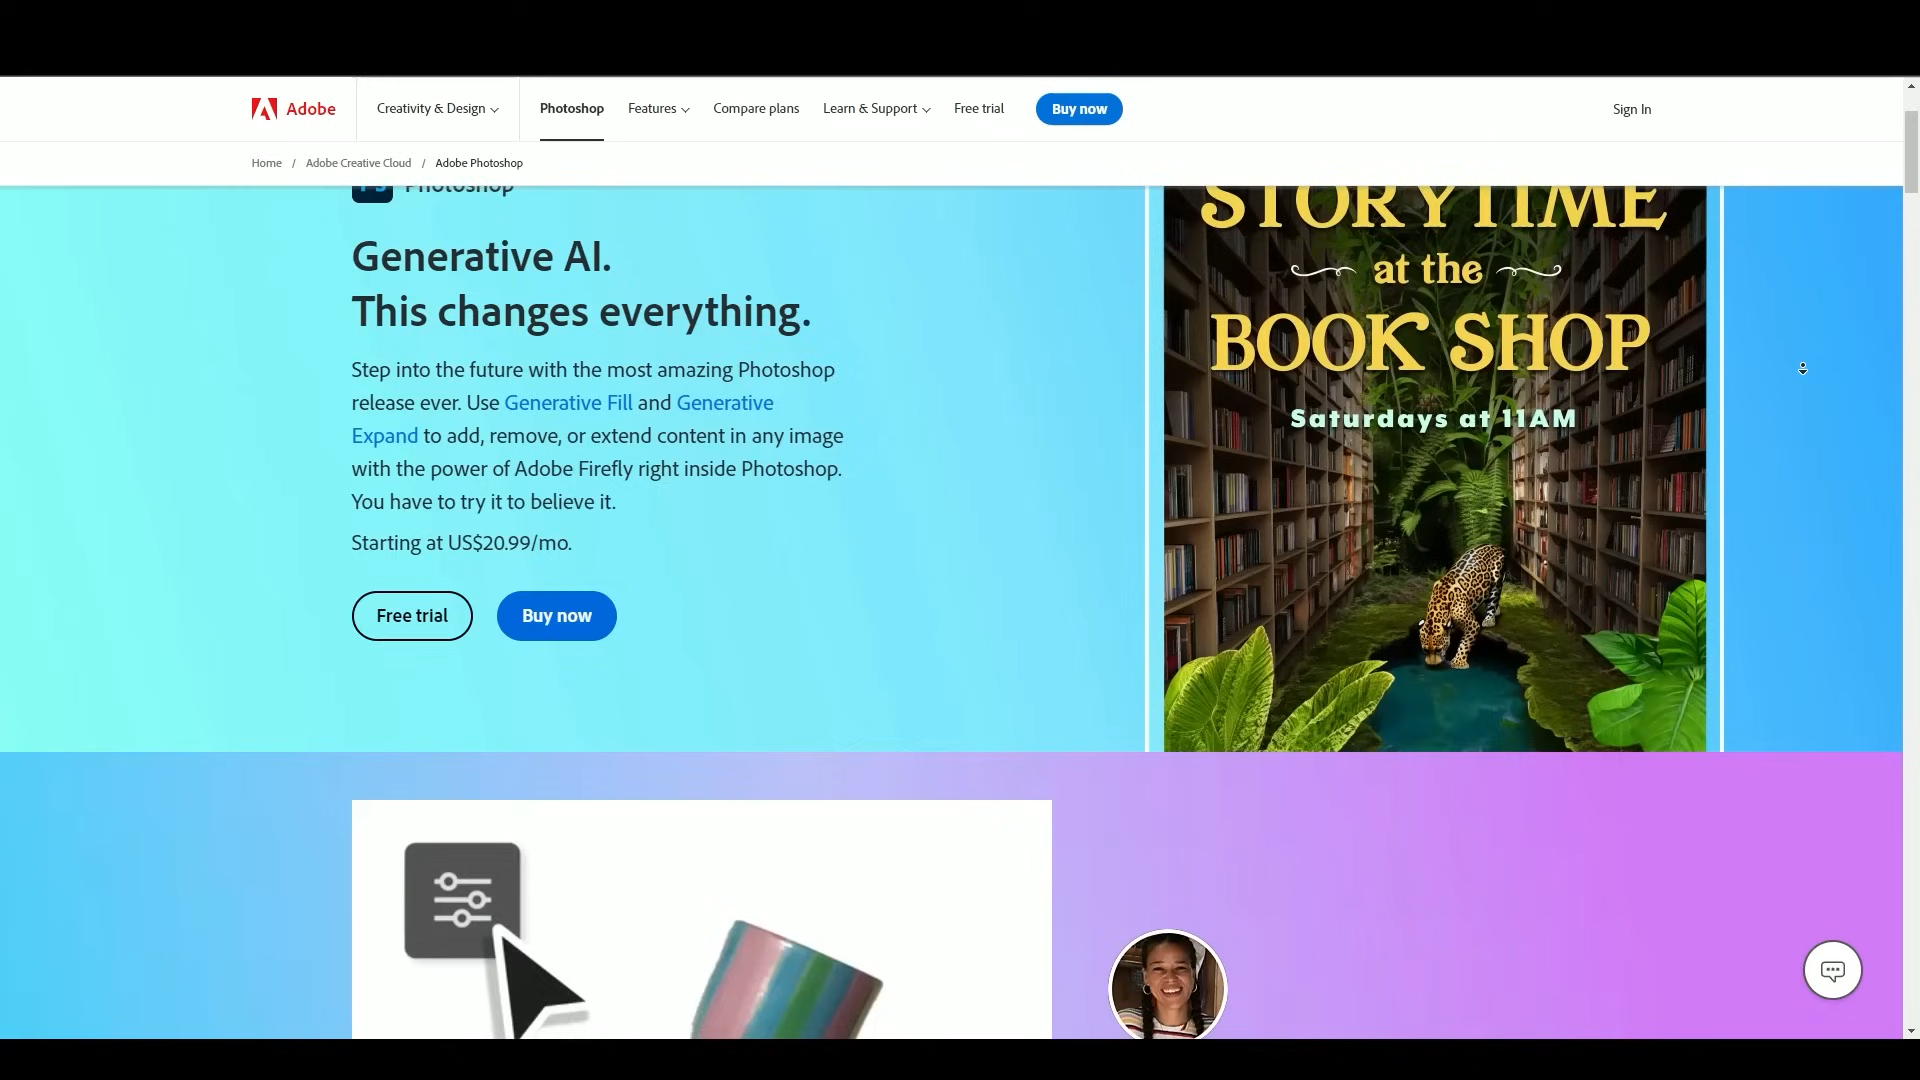 Adobe
Creativity & Design
Photoshop
Features
Compare plans
Learn & Support
Free trial
Buy now
Sign In
Home / Adobe Creative Cloud / Adobe Photoshop
Ps Photoshop
Generative AI.
This changes everything.
Step into the future with the most amazing Photoshop
release ever. Use Generative Fill and Generative
Expand to add, remove, or extend content in any image
with the power of Adobe Firefly right inside Photoshop.
You have to try it to believe it.
Starting at US$20.99/mo.
Free trial
Buy now
STORYTIME
at the
BOOK SHOP
Saturdays at 11AM